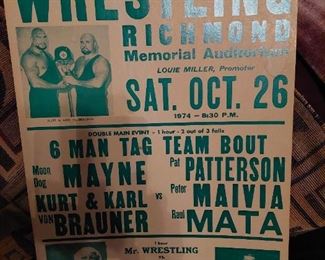 WRESTLING
RICHMOND
Memorial Auditorium
LOUIE MILLER, Promoter
SAT. OCT. 26
1974 - 8:30 P.M.
DOUBLE MAIN EVENT - 1 hour - 2 out of 3 falls
6 MAN TAG TEAM BOUT
Moon Dog MAYNE
KURT & KARL
VON BRAUNER
vs
Pat PATTERSON
Peter MAIVIA
Raul MATA
1 hour
Mr. WRESTLING